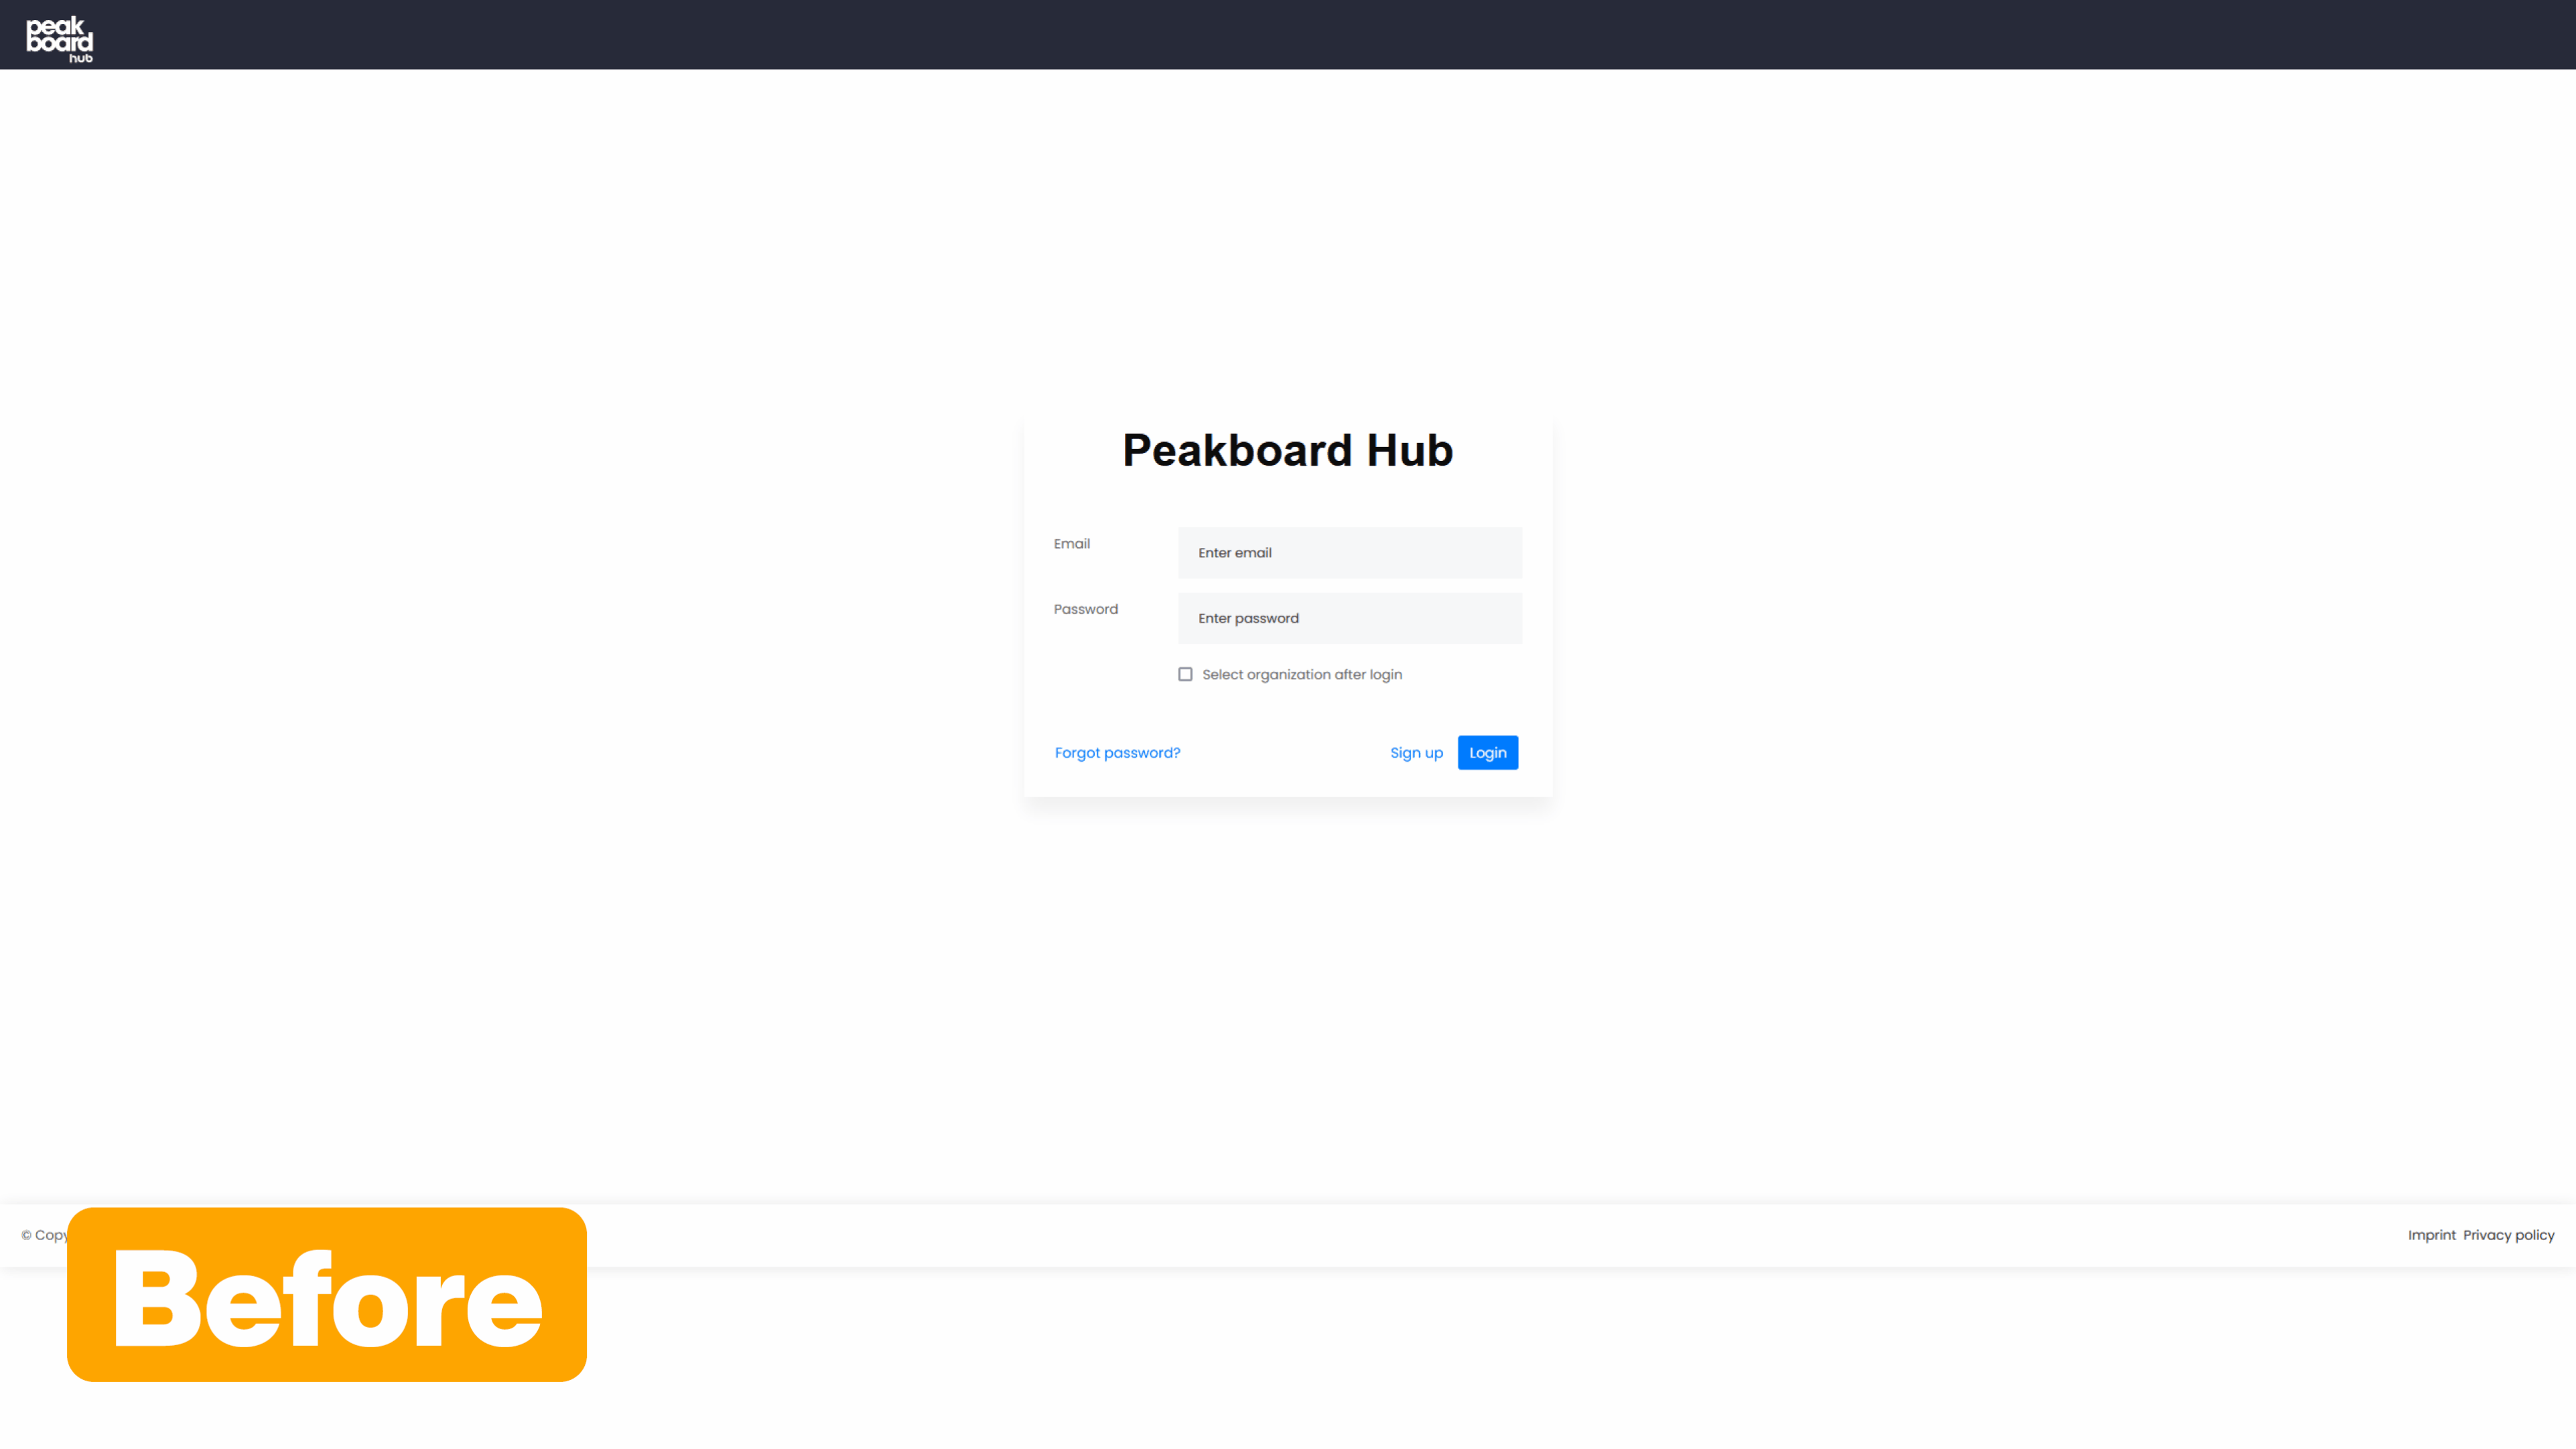 peak
board
hub
Peakboard Hub
Email
Enter email
Password
Enter password
Select organization after login
Forgot password?
Sign up
Login
© Copy
Imprint Privacy policy
Before